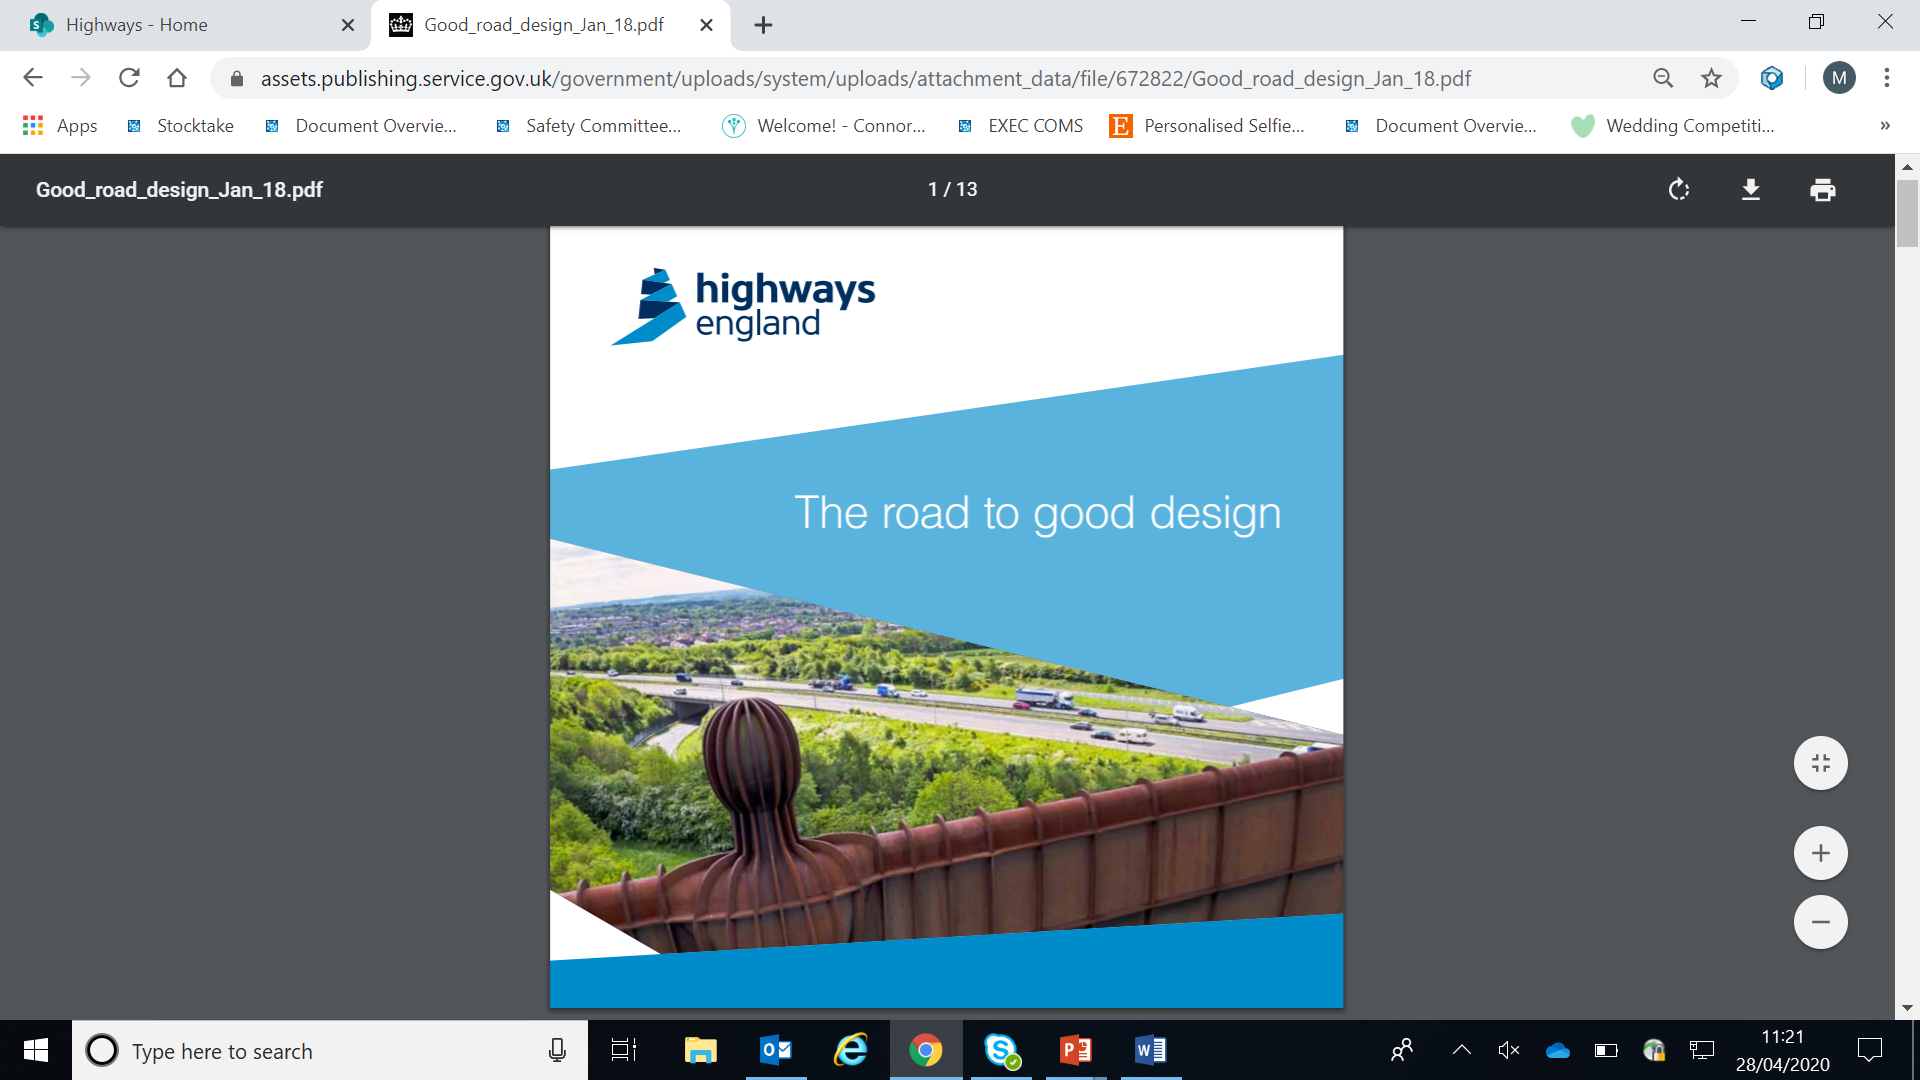 Highways - Home
Good_road_design_Jan_18.pdf
assets.publishing.service.gov.uk/government/uploads/system/uploads/attachment_data/file/672822/Good_road_design_Jan_18.pdf
M
Apps
Stocktake
Document Overvie...
Safety Committee...
Welcome! - Connor...
EXEC COMS
Personalised Selfie...
Document Overvie...
Wedding Competiti...
»
Good_road_design_Jan_18.pdf
1 / 13
highways
england
The road to good design
Type here to search
11:21
28/04/2020